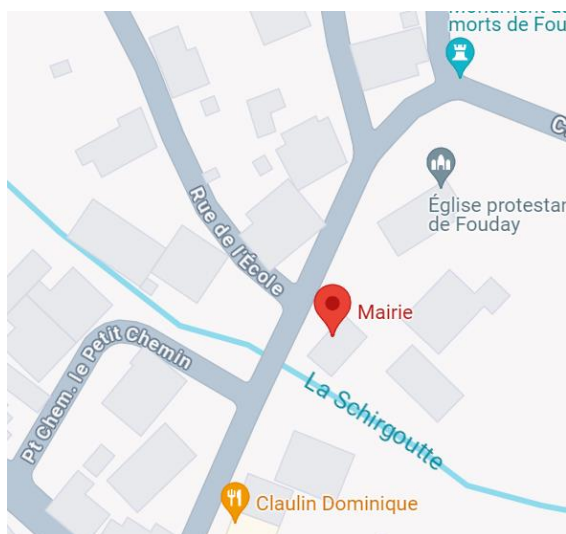 morts de Fou
Église protestan
de Fouday
Rue de l'École
Mairie
Pt Chem. le Petit Chemin
La Schirgoutte
Claulin Dominique